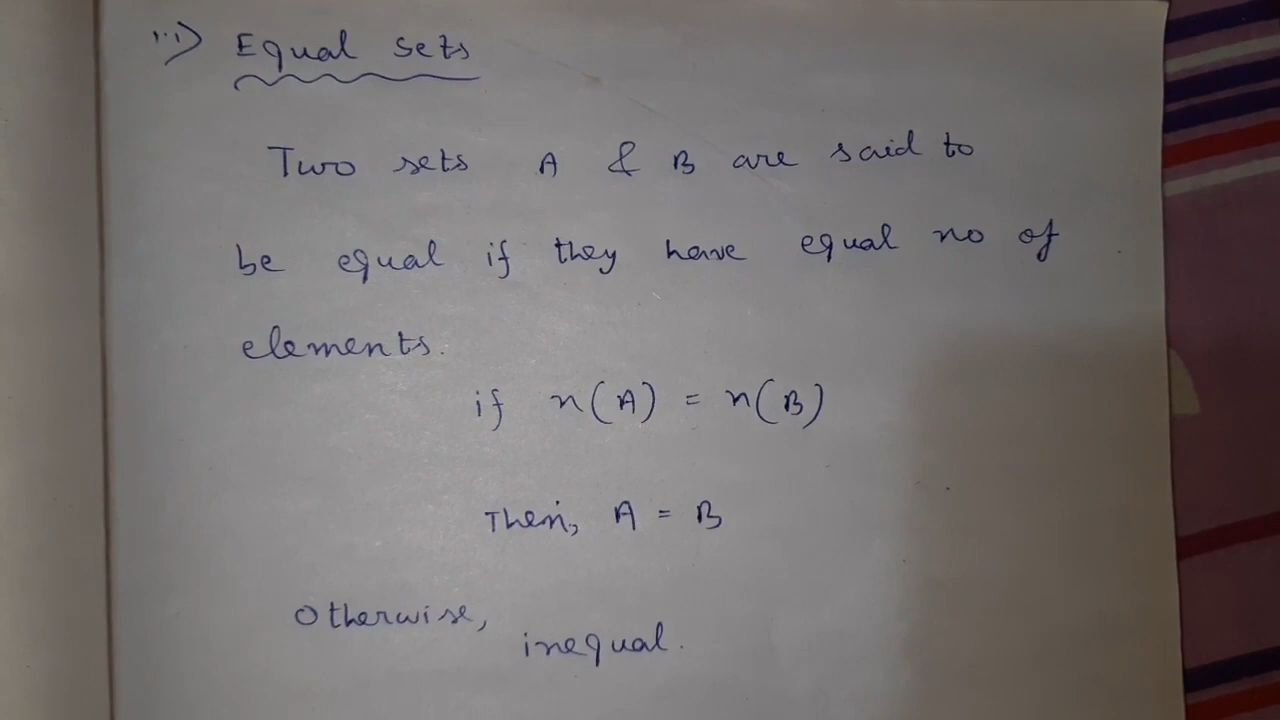 iii) Equal sets
Two sets A & B are said to
be equal if they have equal no of
elements.
if n(A) = n(B)
Then, A = B
Otherwise,
inequal.